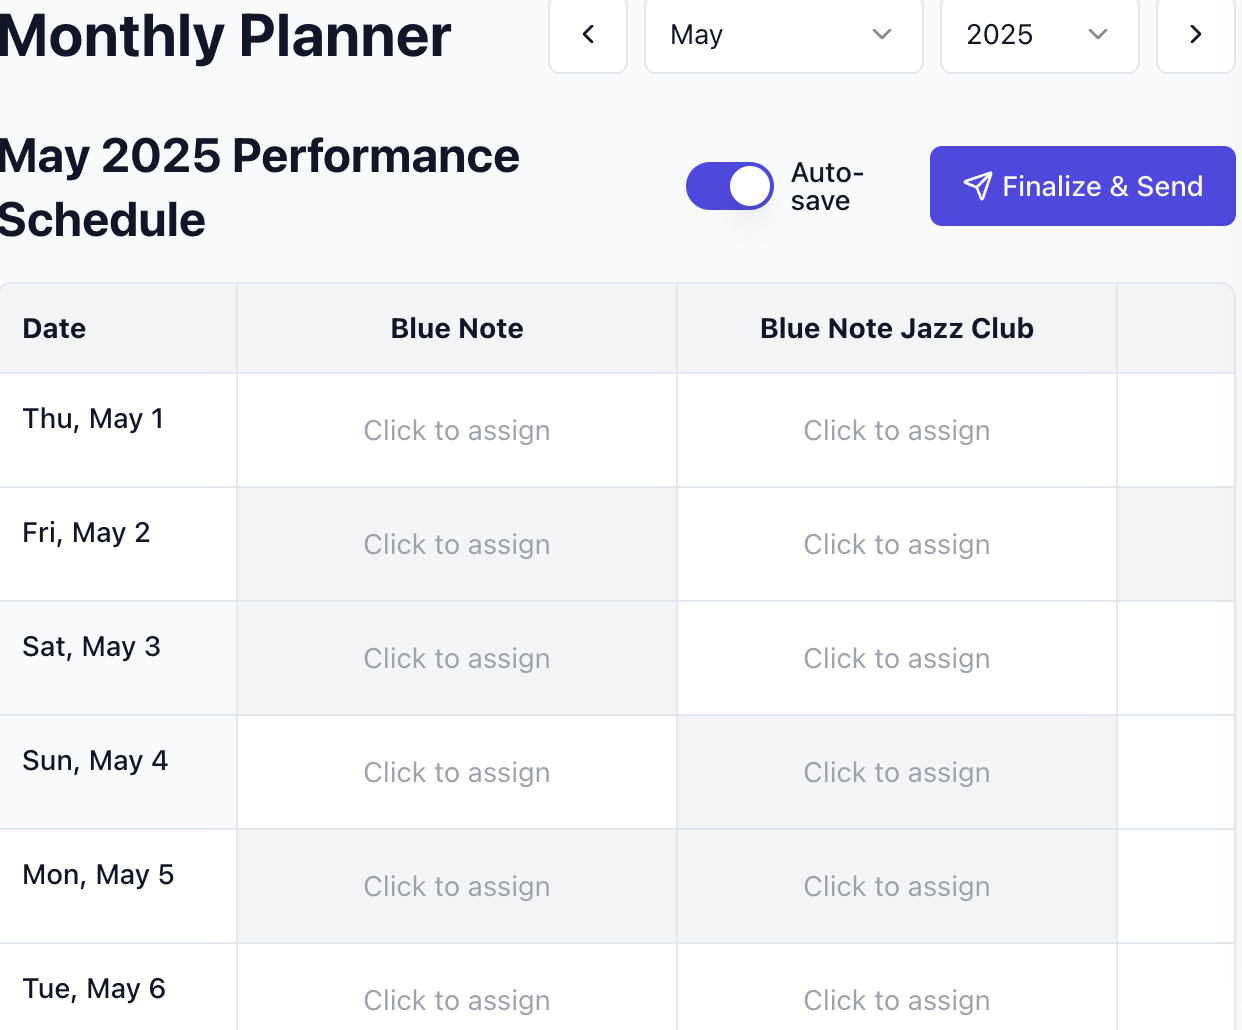 Monthly Planner
May
2025
May 2025 Performance
Schedule
Auto-
save
Finalize & Send
Date
Blue Note
Blue Note Jazz Club
Thu, May 1
Click to assign
Click to assign
Fri, May 2
Click to assign
Click to assign
Sat, May 3
Click to assign
Click to assign
Sun, May 4
Click to assign
Click to assign
Mon, May 5
Click to assign
Click to assign
Tue, May 6
Click to assign
Click to assign